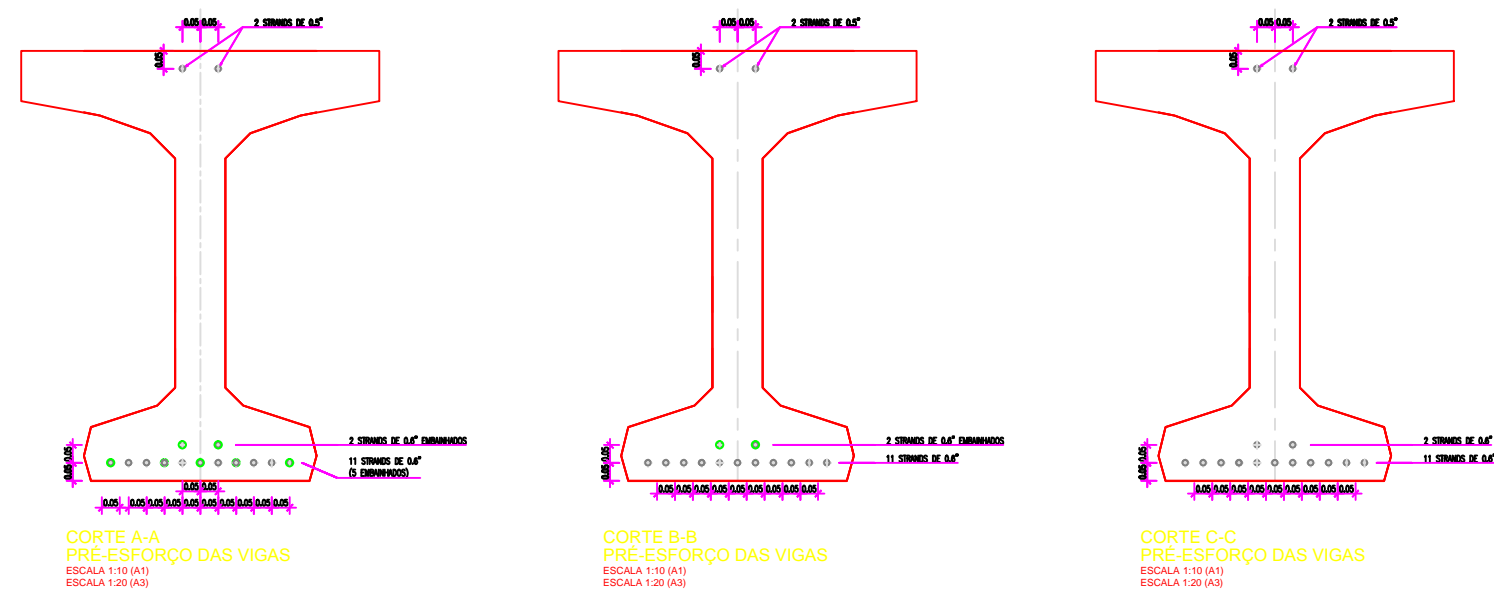 0.05 0.05
2 STRANDS DE 0.5"
0.05
2 STRANDS DE 0.6" EMBAINHADOS
11 STRANDS DE 0.6"
(5 EMBAINHADOS)
0.05 0.05
0.05 0.05
0.05 0.05 0.05 0.05 0.05 0.05 0.05 0.05 0.05 0.05
CORTE A-A
PRÉ-ESFORÇO DAS VIGAS
ESCALA 1:10 (A1)
ESCALA 1:20 (A3)
0.05 0.05
2 STRANDS DE 0.5"
0.05
2 STRANDS DE 0.6" EMBAINHADOS
11 STRANDS DE 0.6"
0.05 0.05
0.05 0.05 0.05 0.05 0.05 0.05 0.05 0.05 0.05
CORTE B-B
PRÉ-ESFORÇO DAS VIGAS
ESCALA 1:10 (A1)
ESCALA 1:20 (A3)
0.05 0.05
2 STRANDS DE 0.5"
0.05
2 STRANDS DE 0.6"
11 STRANDS DE 0.6"
0.05 0.05
0.05 0.05 0.05 0.05 0.05 0.05 0.05 0.05 0.05
CORTE C-C
PRÉ-ESFORÇO DAS VIGAS
ESCALA 1:10 (A1)
ESCALA 1:20 (A3)